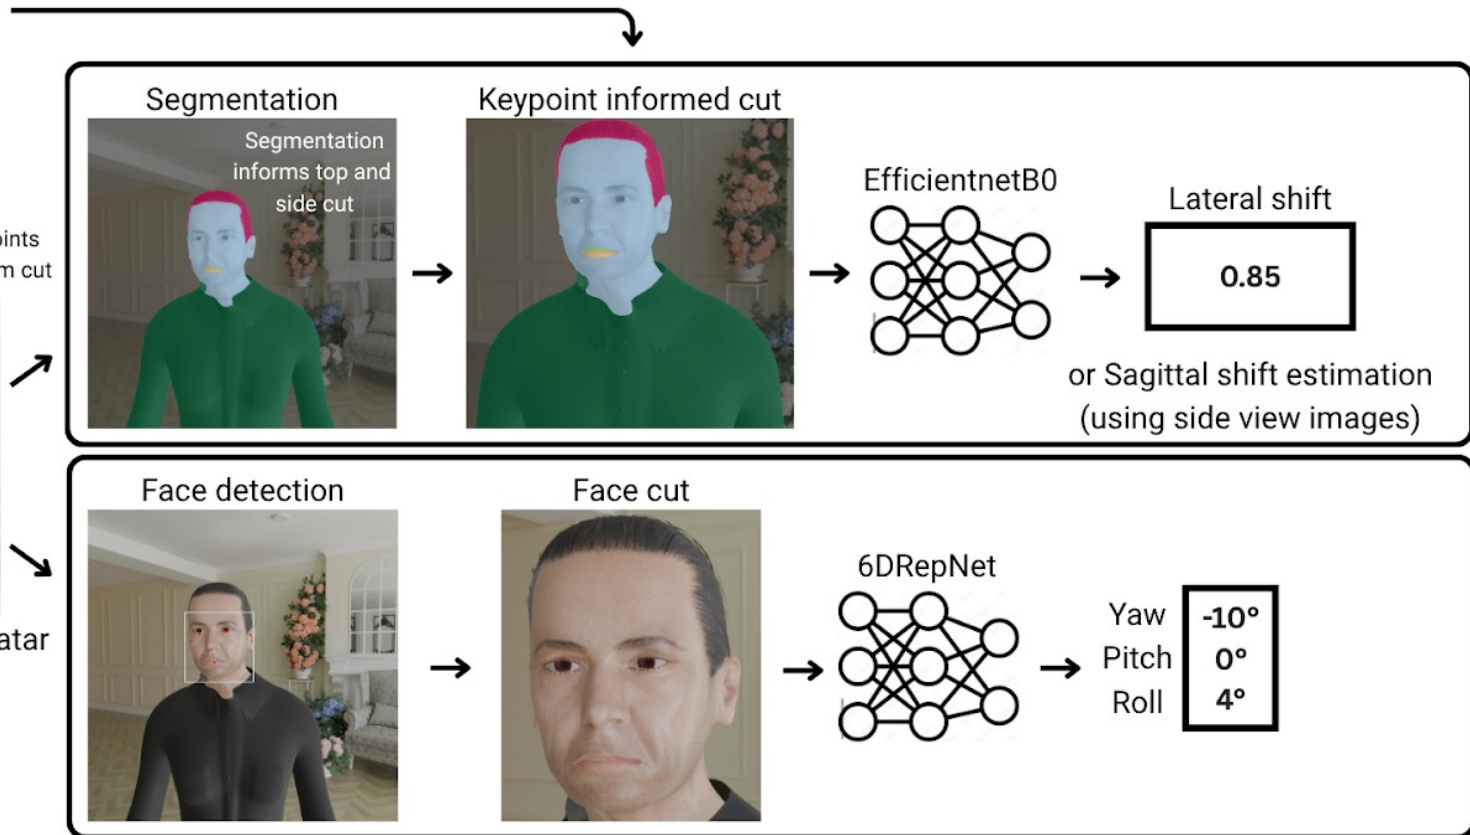 Segmentation
Segmentation
informs top and
side cut
Keypoint informed cut
EfficientnetB0
Lateral shift
0.85
or Sagittal shift estimation
(using side view images)
cut
Face detection
Face cut
6DRepNet
Yaw
-10°
Pitch
0°
Roll
4°